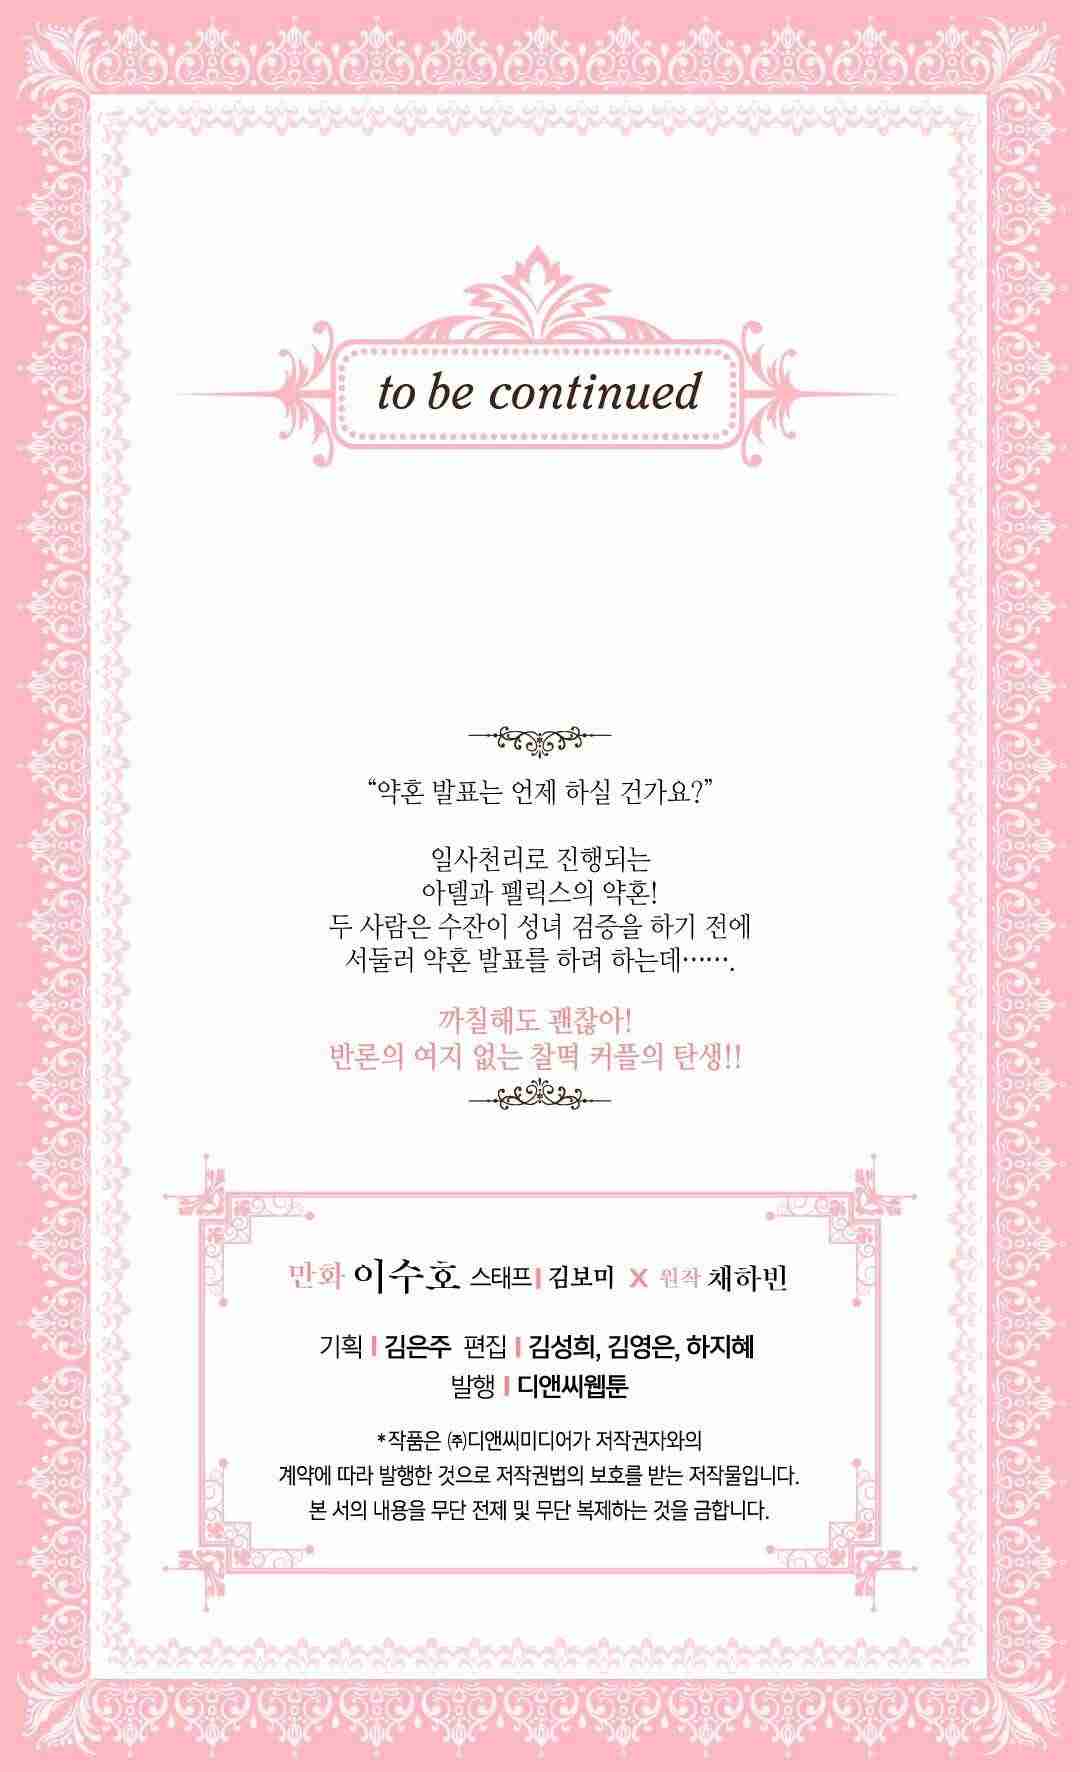 to be continued
“약혼 발표는 언제 하실 건가요?”
일사천리로 진행되는
아델과 펠릭스의 약혼!
두 사람은 수잔이 성녀 검증을 하기 전에
서둘러 약혼 발표를 하려 하는데…….
까칠해도 괜찮아!
반론의 여지 없는 찰떡 커플의 탄생!!
만화 이수호 스태프 | 김보미 X 원작 채하빈
기획 | 김은주 편집 | 김성희, 김영은, 하지혜
발행 | 디앤씨웹툰
*작품은 ㈜디앤씨미디어가 저작권자와의
계약에 따라 발행한 것으로 저작권법의 보호를 받는 저작물입니다.
본 서의 내용을 무단 전제 및 무단 복제하는 것을 금합니다.